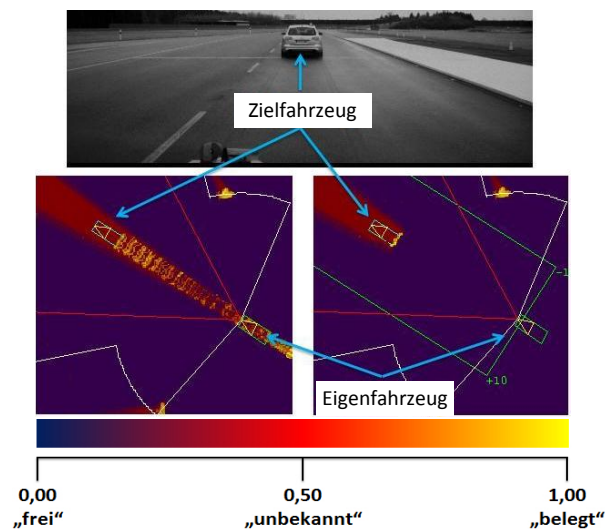 Zielfahrzeug
-1
+10
Eigenfahrzeug
0,00
0,50
1,00
„frei“
„unbekannt“
„belegt“